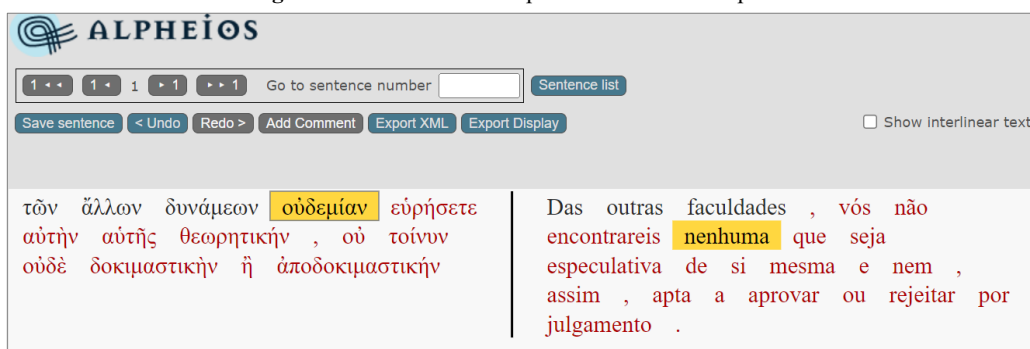 ALPHEİOS
1 ◂ ◂ 1 ◂ 1 ▸ 1 ▸ ▸ 1 Go to sentence number Sentence list
Save sentence < Undo Redo > Add Comment Export XML Export Display Show interlinear text
τῶν ἄλλων δυνάμεων οὐδεμίαν εὑρήσετε
αὐτὴν αὑτῆς θεωρητικήν , οὐ τοίνυν
οὐδὲ δοκιμαστικὴν ἢ ἀποδοκιμαστικήν
Das outras faculdades , vós não
encontrareis nenhuma que seja
especulativa de si mesma e nem ,
assim , apta a aprovar ou rejeitar por
julgamento .